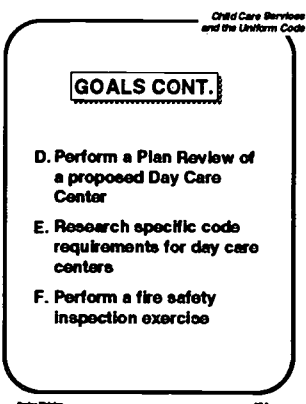 Child Care Services
and the Uniform Code
GOALS CONT.
D. Perform a Plan Review of
a proposed Day Care
Center
E. Research specific code
requirements for day care
centers
F. Perform a fire safety
inspection exercise